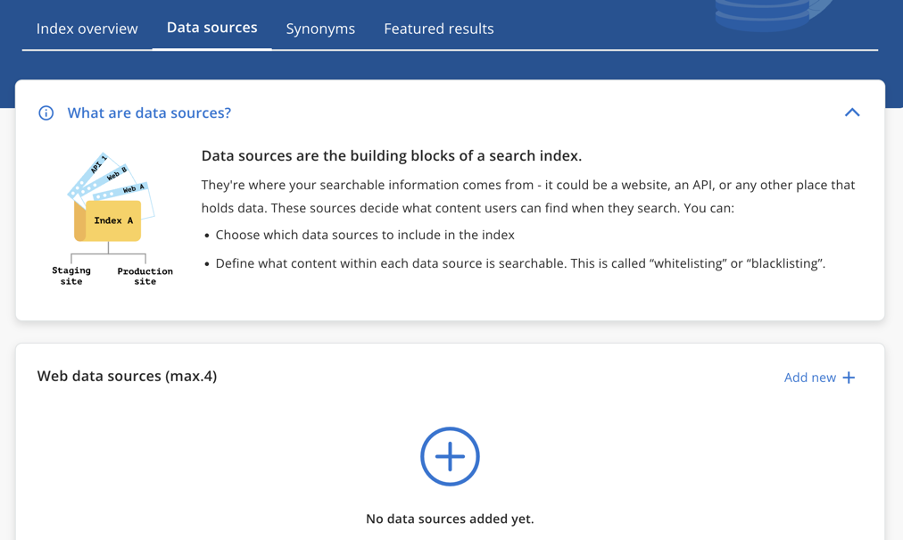 Index overview
Data sources
Synonyms
Featured results
What are data sources?
API 1
Web B
Web A
Index A
Staging
site
Production
site
Data sources are the building blocks of a search index.
They're where your searchable information comes from - it could be a website, an API, or any other place that
holds data. These sources decide what content users can find when they search. You can:
• Choose which data sources to include in the index
• Define what content within each data source is searchable. This is called “whitelisting” or “blacklisting”.
Web data sources (max.4)
Add new
No data sources added yet.